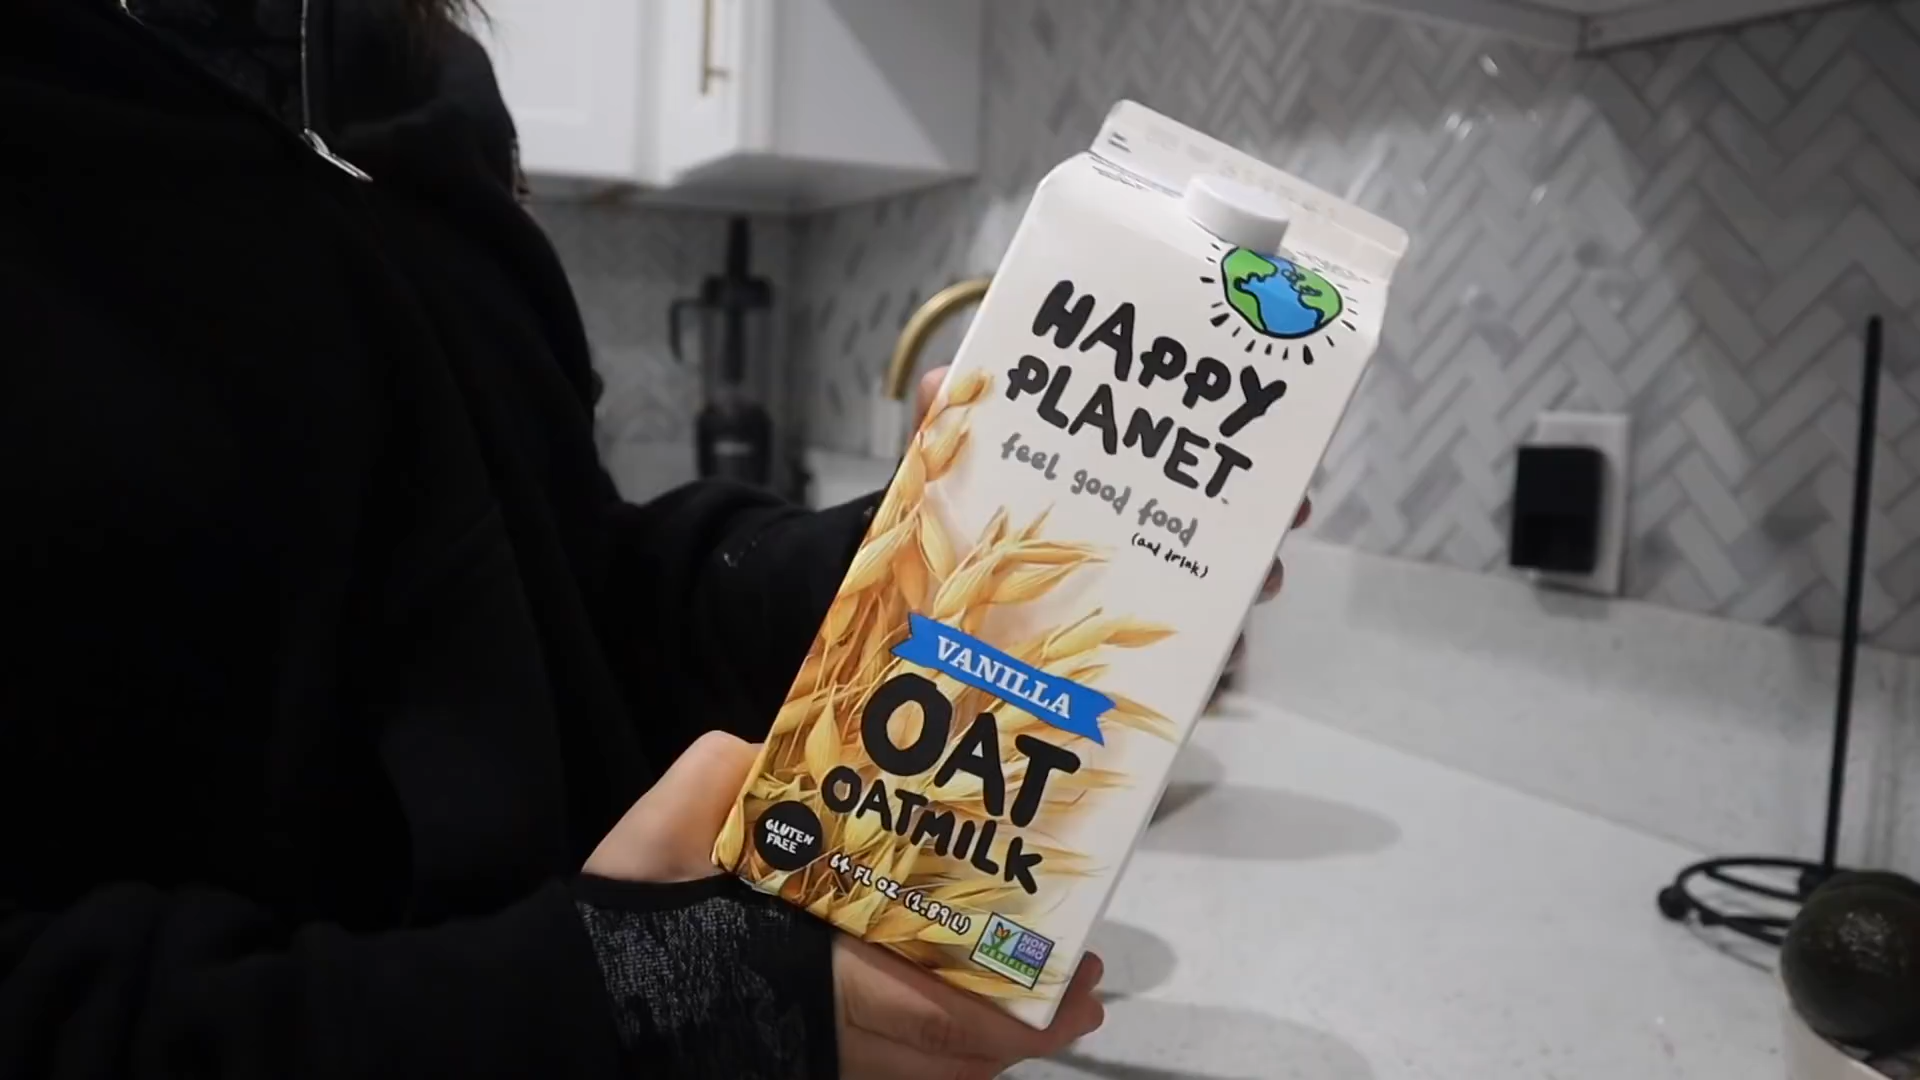 HAPPY
PLANET
feel good food
(and drink)
VANILLA
OAT
OATMILK
GLUTEN
FREE
64 FL OZ (1.89 L)
NON
GMO
VERIFIED